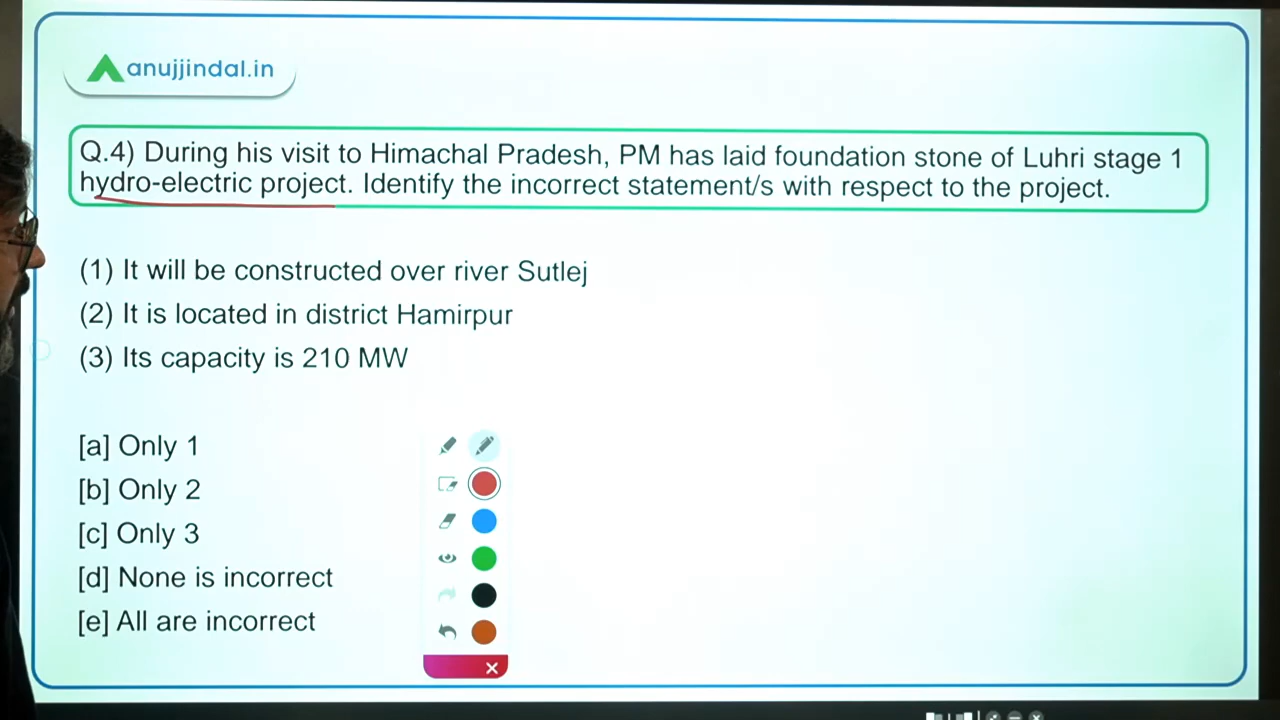 anujjindal.in
Q.4) During his visit to Himachal Pradesh, PM has laid foundation stone of Luhri stage 1
hydro-electric project. Identify the incorrect statement/s with respect to the project.
(1) It will be constructed over river Sutlej
(2) It is located in district Hamirpur
(3) Its capacity is 210 MW
[a] Only 1
[b] Only 2
[c] Only 3
[d] None is incorrect
[e] All are incorrect